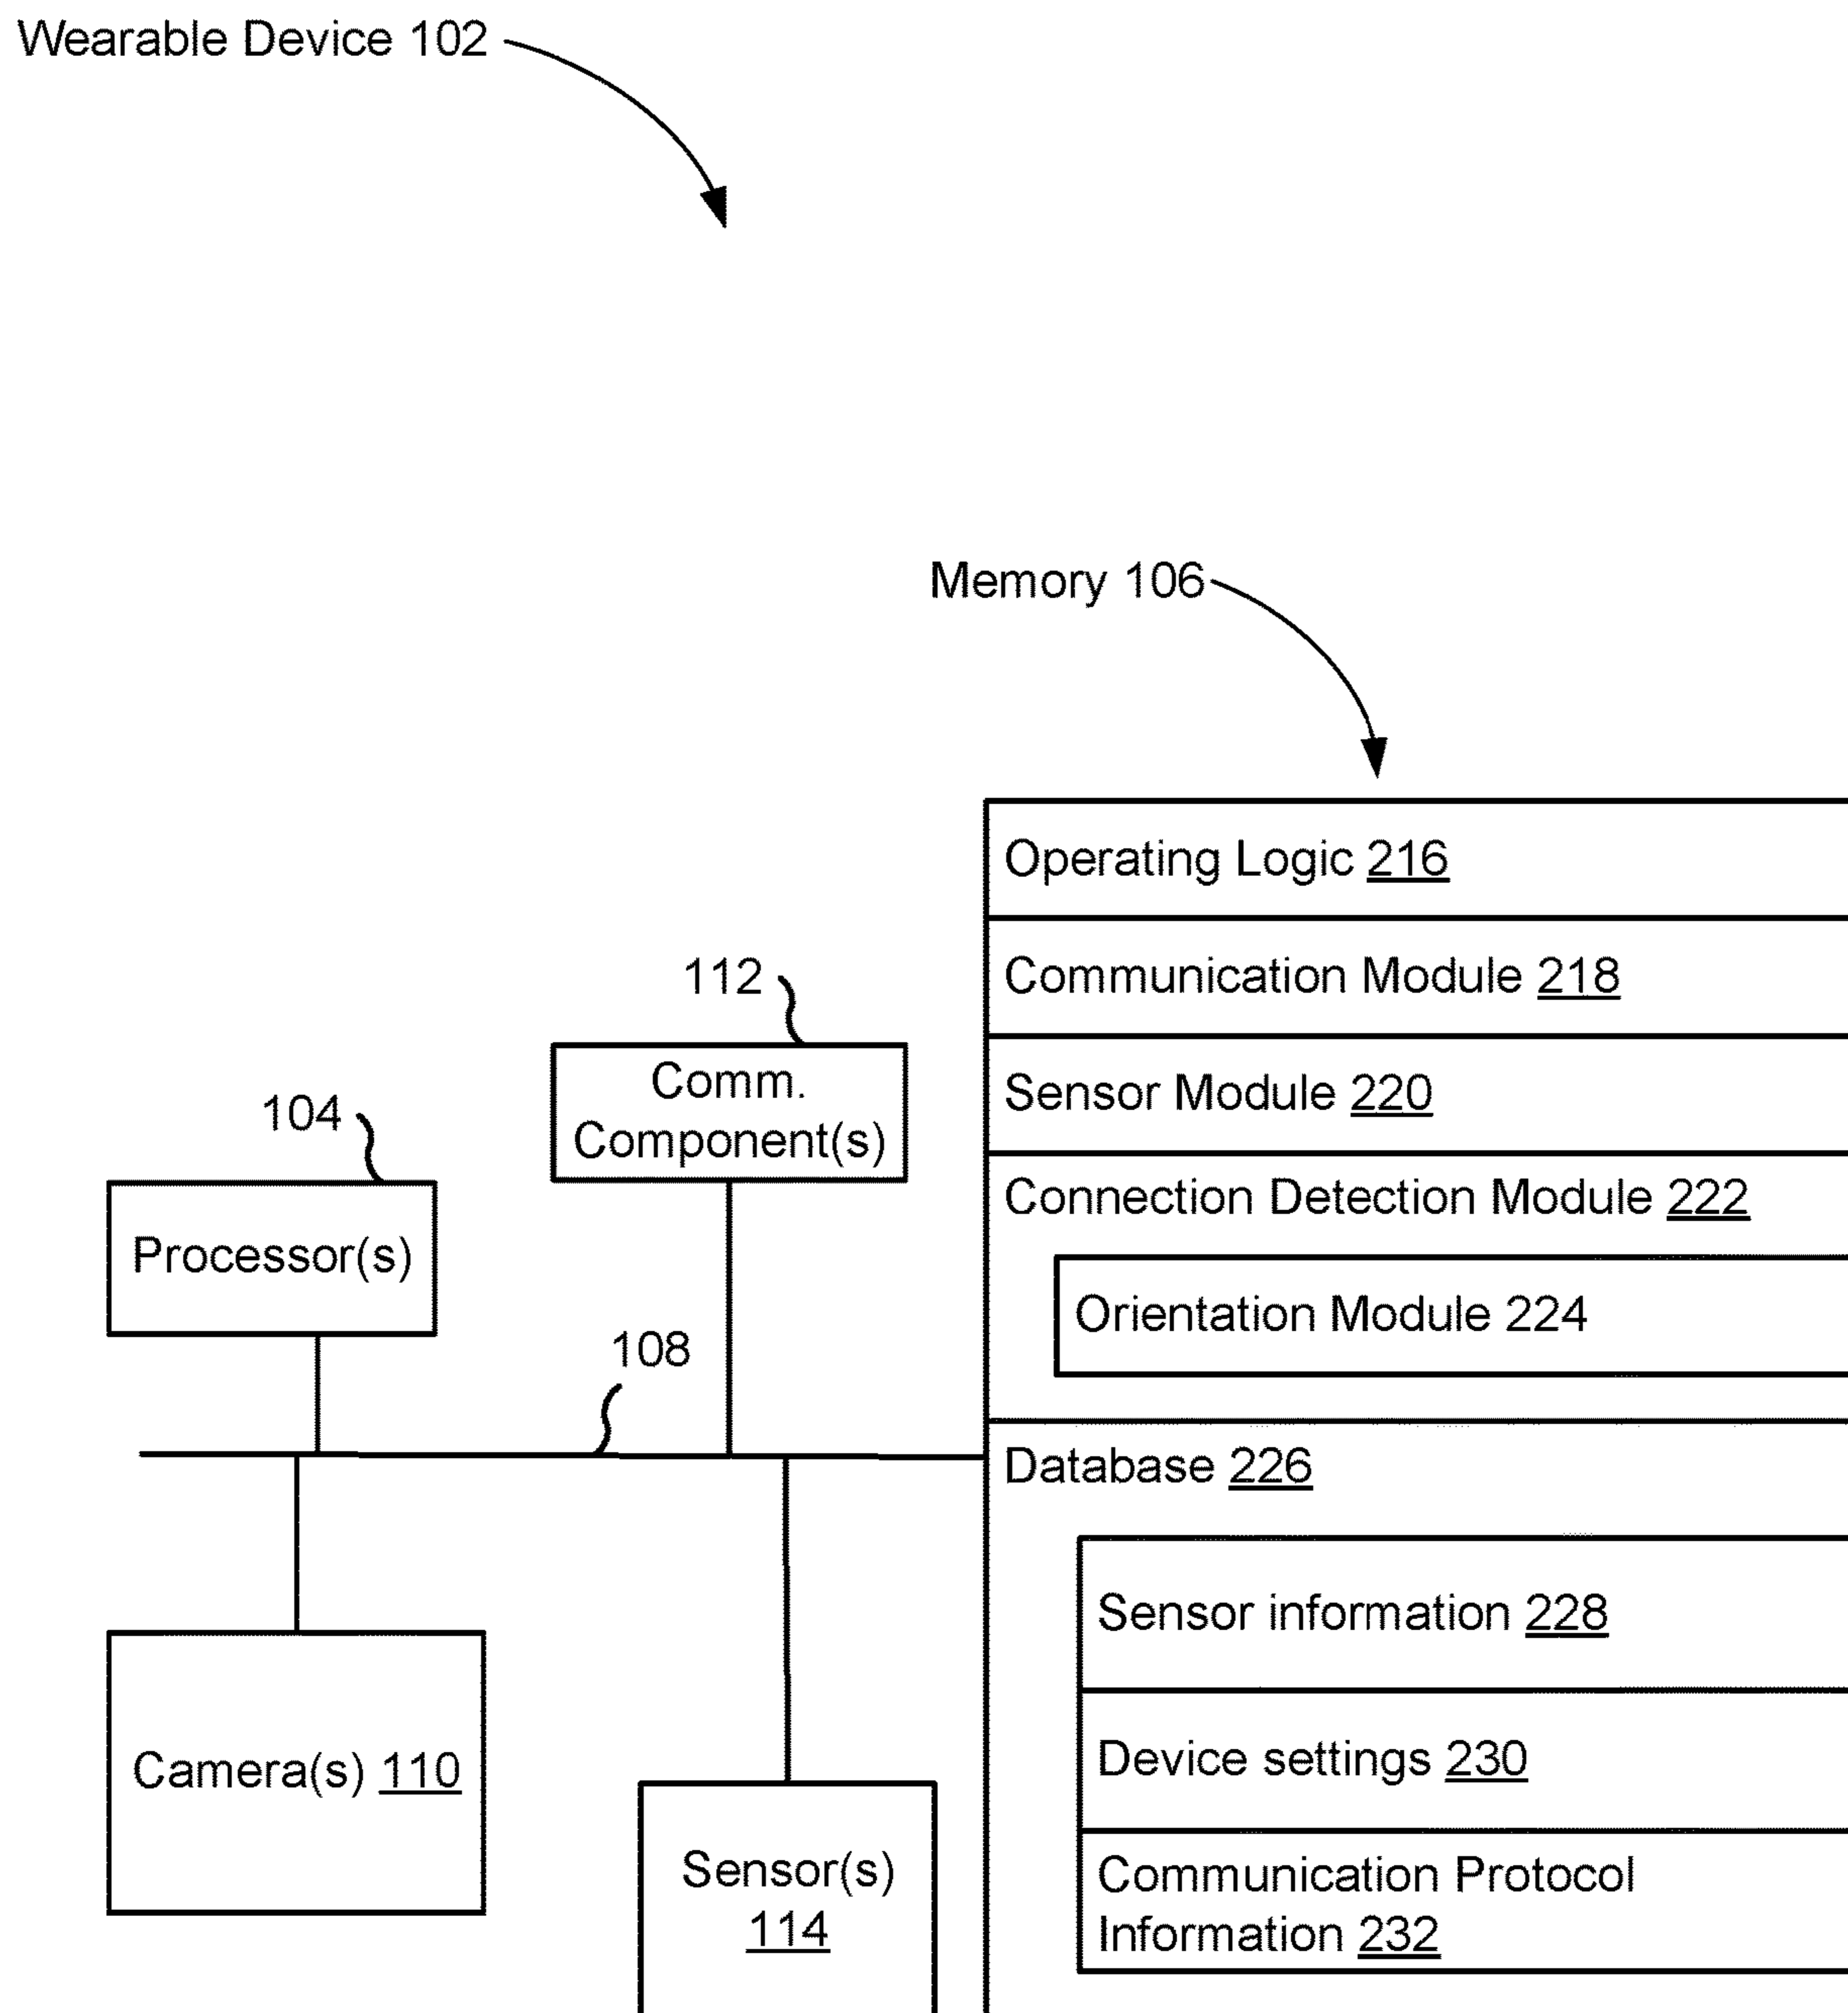 Wearable Device 102
Memory 106
Operating Logic 216
Communication Module 218
Sensor Module 220
Connection Detection Module 222
Orientation Module 224
Database 226
Sensor information 228
Device settings 230
Communication Protocol
Information 232
112
Comm.
Component(s)
104
Processor(s)
108
Camera(s) 110
Sensor(s)
114